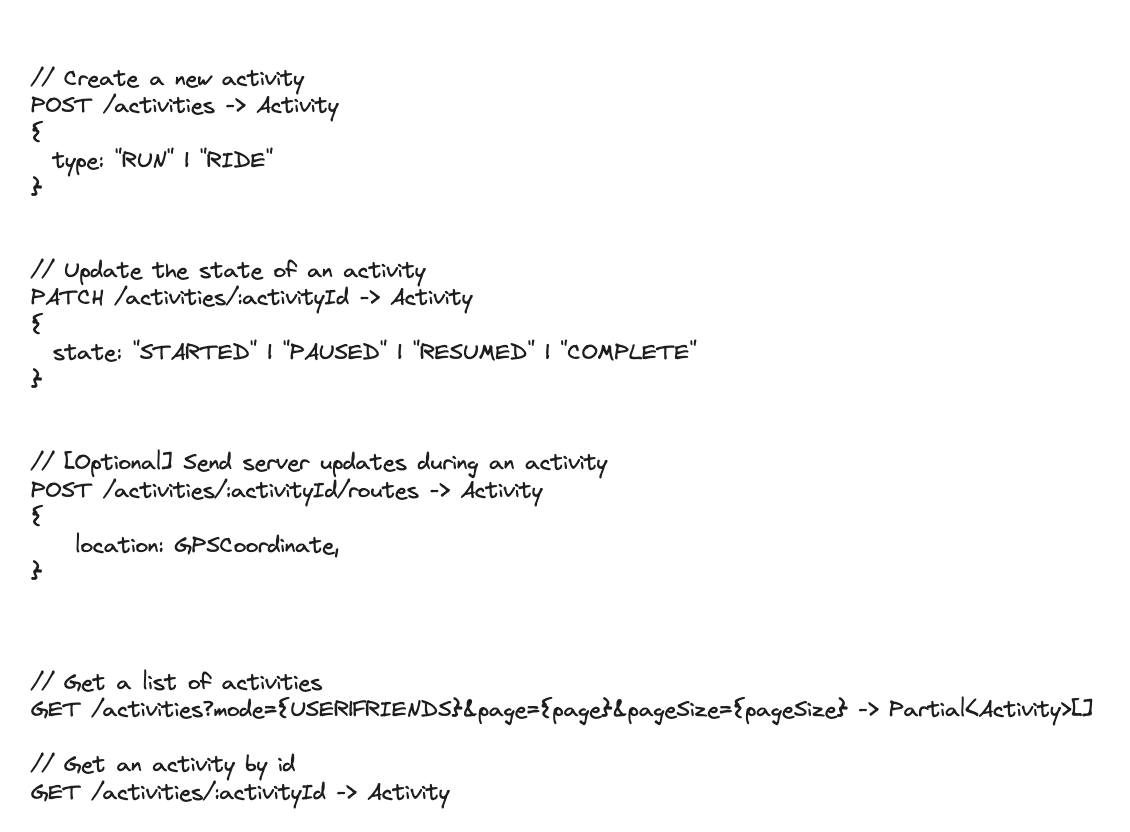 // Create a new activity
POST /activities -> Activity
{
type: "RUN" | "RIDE"
}
// Update the state of an activity
PATCH /activities/:activityId -> Activity
{
state: "STARTED" | "PAUSED" | "RESUMED" | "COMPLETE"
}
// [Optional] Send server updates during an activity
POST /activities/:activityId/routes -> Activity
{
location: GPSCoordinate,
}
// Get a list of activities
GET /activities?mode={USER|FRIENDS}&page={page}&pageSize={pageSize} -> Partial<Activity>[]
// Get an activity by id
GET /activities/:activityId -> Activity